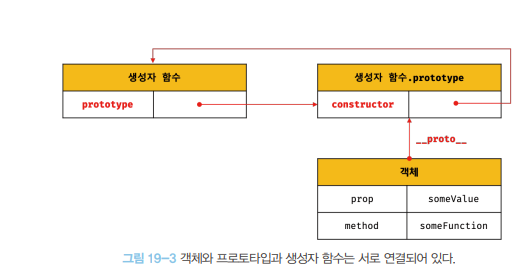 생성자 함수
생성자 함수.prototype
prototype
constructor
__proto__
객체
prop
someValue
method
someFunction
그림 19-3 객체와 프로토타입과 생성자 함수는 서로 연결되어 있다.